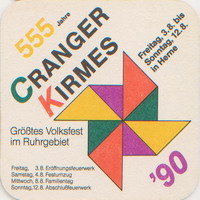 555 Jahre
CRANGER
KIRMES
Freitag, 3.8. bis
Sonntag, 12.8.
in Herne
Größtes Volksfest
im Ruhrgebiet
'90
Freitag, 3.8. Eröffnungsfeuerwerk
Samstag, 4.8. Festumzug
Mittwoch, 8.8. Familientag
Sonntag, 12.8. Abschlußfeuerwerk